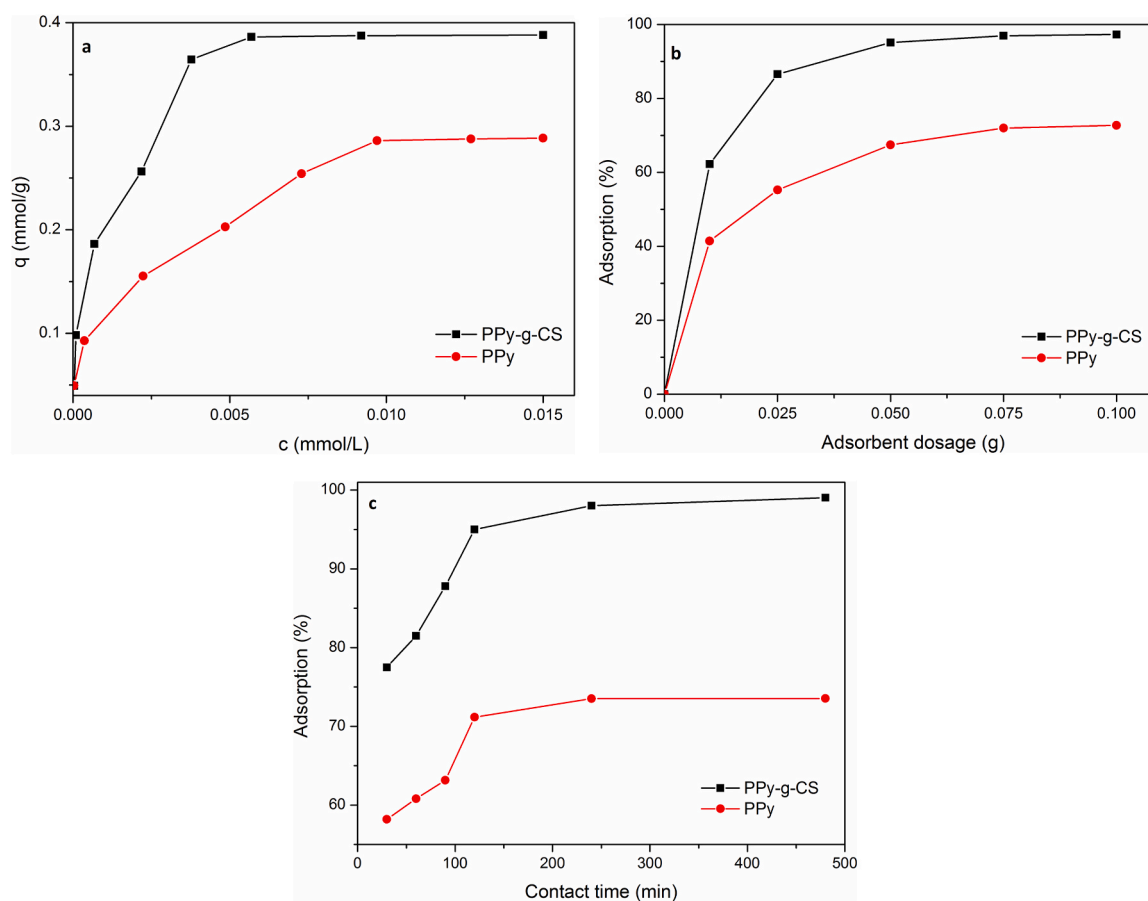 a
0.4
0.3
0.2
0.1
q (mmol/g)
PPy-g-CS
PPy
0.000 0.005 0.010 0.015
c (mmol/L)
b
100
80
60
40
20
0
Adsorption (%)
PPy-g-CS
PPy
0.000 0.025 0.050 0.075 0.100
Adsorbent dosage (g)
c
100
90
80
70
60
Adsorption (%)
PPy-g-CS
PPy
0 100 200 300 400 500
Contact time (min)